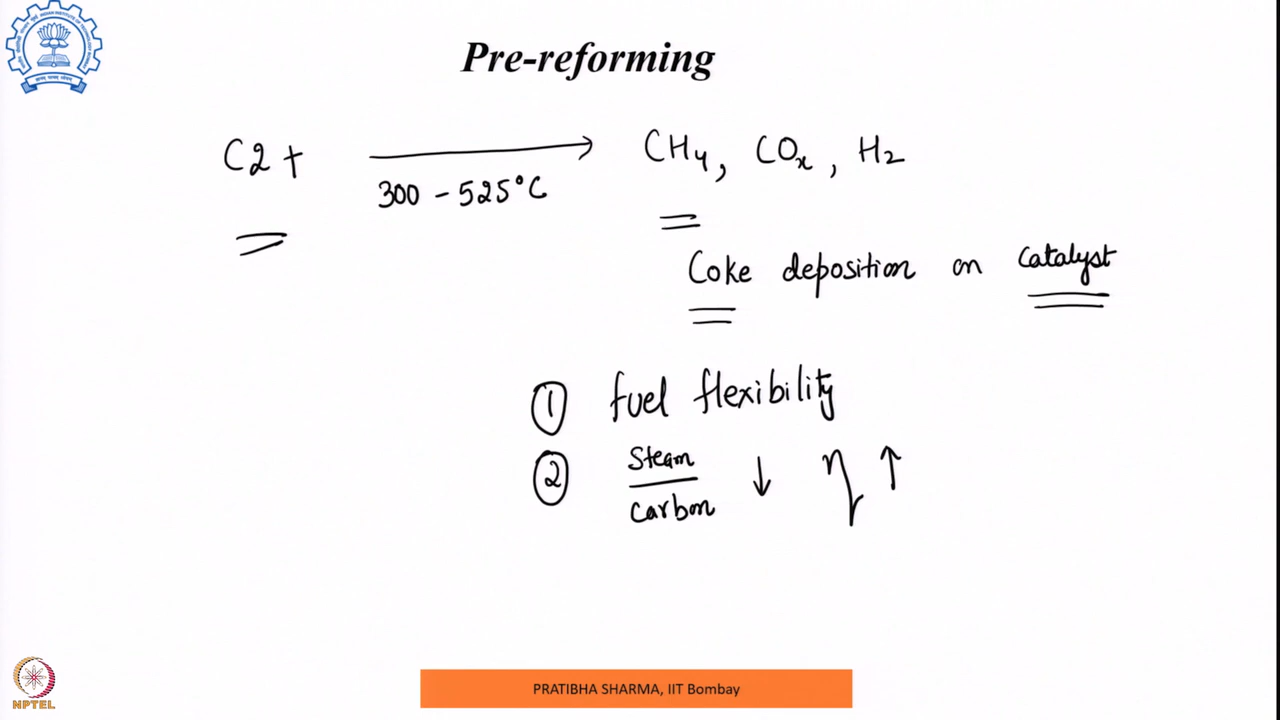 Pre-reforming
C2+ → CH4, COx, H2
300 - 525°C
Coke deposition on catalyst
① fuel flexibility
② Steam
Carbon ↓ η ↑
PRATIBHA SHARMA, IIT Bombay
NPTEL